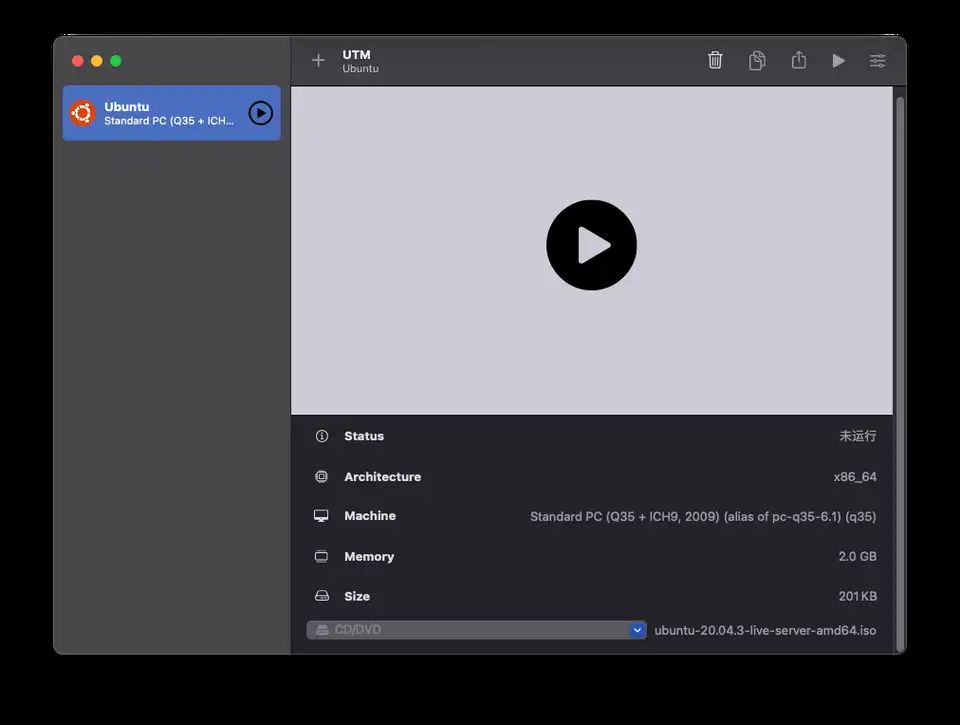 UTM
Ubuntu
Ubuntu
Standard PC (Q35 + ICH...
Status 未运行
Architecture x86_64
Machine Standard PC (Q35 + ICH9, 2009) (alias of pc-q35-6.1) (q35)
Memory 2.0 GB
Size 201 KB
CD/DVD ubuntu-20.04.3-live-server-amd64.iso